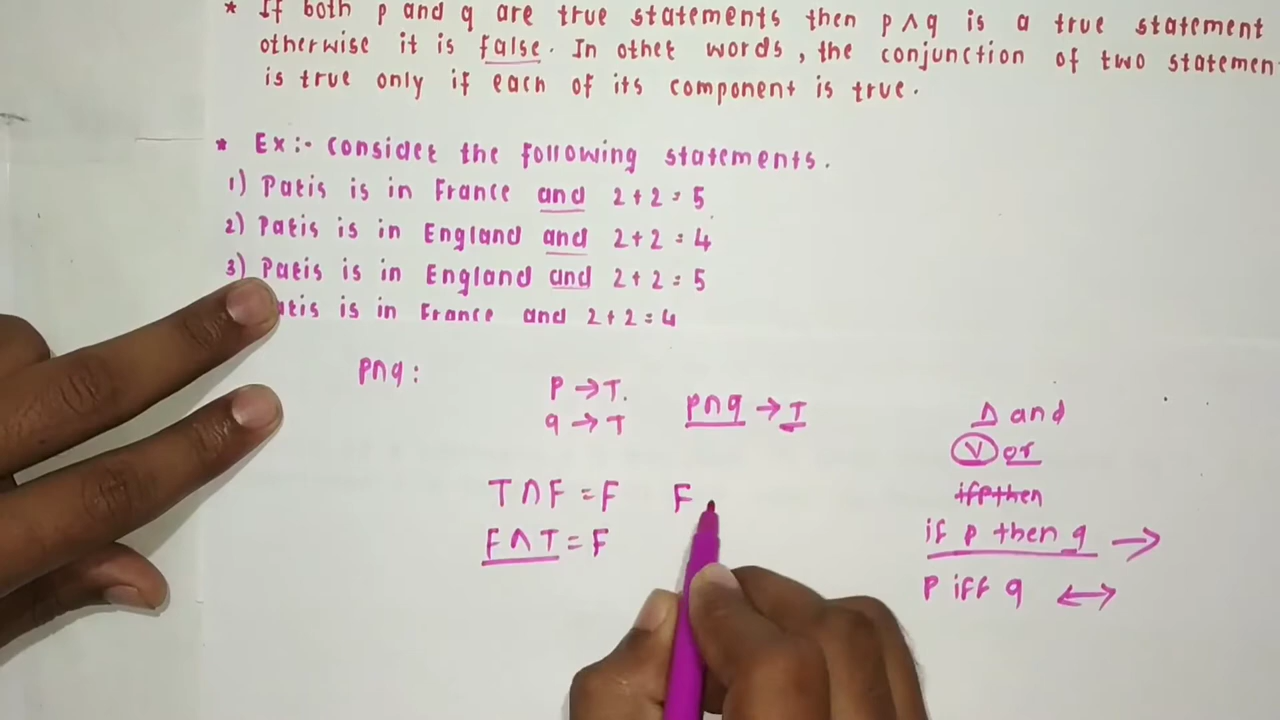 * If both p and q are true statements then p ∧ q is a true statement
otherwise it is false. In other words, the conjunction of two statemen
is true only if each of its component is true.
* Ex:- consider the following statements.
1) Paris is in France and 2+2=5
2) Paris is in England and 2+2=4
3) Paris is in England and 2+2=5
aris is in France and 2+2=4
p∧q:
P → T.
q → T
p∧q → T
T ∧ F = F
F
F ∧ T = F
∧ and
∨ or
if p then
if p then q →
P iff q ↔